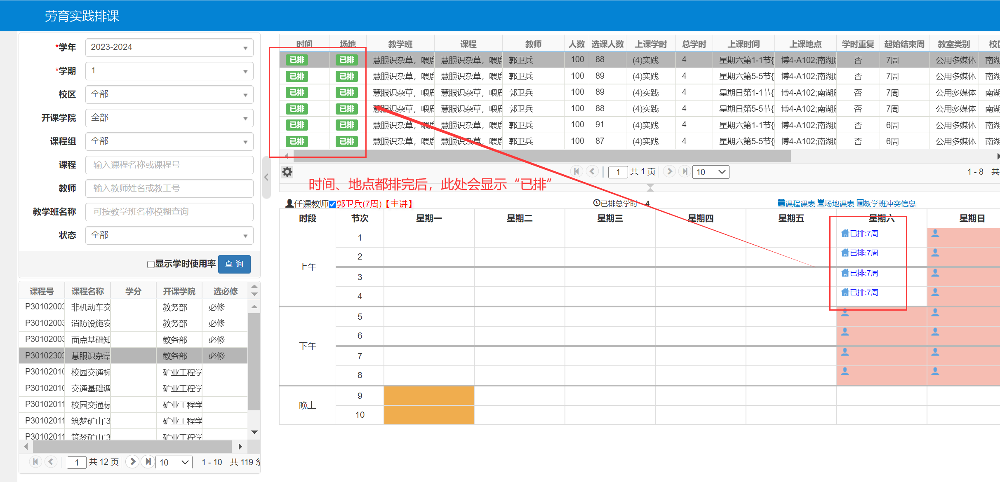 劳育实践排课
*学年 2023-2024
*学期 1
校区 全部
开课学院 全部
课程组 全部
课程 输入课程名称或课程号
教师 输入教师姓名或教工号
教学班名称 可按教学班名称模糊查询
状态 全部
显示学时使用率 查 询
课程号 课程名称 学分 开课学院 选必修
P30102003 非机动车交 教务部 必修
P30102003 消防设施安 教务部 必修
P30102003 面点基础知 教务部 必修
P30102303 慧眼识杂草 教务部 必修
P30102010 校园交通标 矿业工程学
P30102010 交通基础调 矿业工程学
P30102011 校园交通标 矿业工程学
P30102011 筑梦矿山˙3 矿业工程学
P30102011 筑梦矿山˙3 矿业工程学
1 共 12 页 10 1 - 10 共 119 条
时间 场地 教学班 课程 教师 人数 选课人数 上课学时 总学时 上课时间 上课地点 学时重复 起始结束周 教室类别 校区
已排 已排 慧眼识杂草，喂鹿 慧眼识杂草，喂鹿 郭卫兵 100 88 (4)实践 4 星期六第1-1节{ 博4-A102;南湖 否 7周 公用多媒体 南湖
已排 已排 慧眼识杂草，喂鹿 慧眼识杂草，喂鹿 郭卫兵 100 89 (4)实践 4 星期六第5-5节{ 博4-A102;南湖 否 7周 公用多媒体 南湖
已排 已排 慧眼识杂草，喂鹿 慧眼识杂草，喂鹿 郭卫兵 100 89 (4)实践 4 星期日第1-1节{ 博4-A102;南湖 否 7周 公用多媒体 南湖
已排 已排 慧眼识杂草，喂鹿 慧眼识杂草，喂鹿 郭卫兵 100 88 (4)实践 4 星期日第5-5节{ 博4-A102;南湖 否 7周 公用多媒体 南湖
已排 已排 慧眼识杂草，喂鹿 慧眼识杂草，喂鹿 郭卫兵 100 91 (4)实践 4 星期六第1-1节{ 博4-A102;南湖 否 6周 公用多媒体 南湖
已排 已排 慧眼识杂草，喂鹿 慧眼识杂草，喂鹿 郭卫兵 100 87 (4)实践 4 星期六第5-5节{ 博4-A102;南湖 否 6周 公用多媒体 南湖
1 共 1 页 10 1 - 8 共
时间、地点都排完后，此处会显示“已排”
任课教师 郭卫兵(7周)【主讲】 已排总学时 4 课程课表 场地课表 教学班冲突信息
时段 节次 星期一 星期二 星期三 星期四 星期五 星期六 星期日
上午
1 已排:7周
2 已排:7周
3 已排:7周
4 已排:7周
下午
5
6
7
8
晚上
9
10